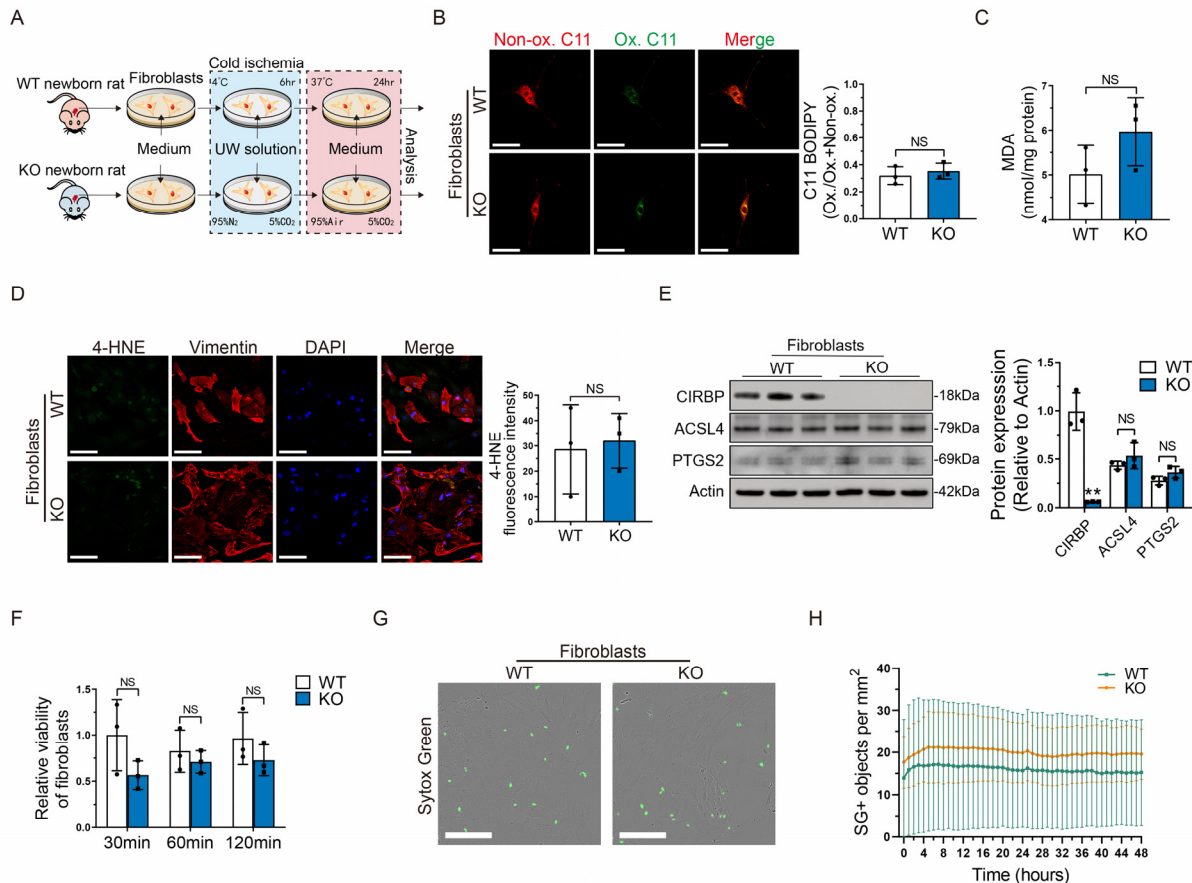 A
Cold ischemia
WT newborn rat
Fibroblasts
4°C
6hr
37°C
24hr
Medium
UW solution
Medium
Analysis
KO newborn rat
95%N₂
5%CO₂
95%Air
5%CO₂
B
Non-ox. C11
Ox. C11
Merge
Fibroblasts
WT
KO
C11 BODIPY
(Ox./Ox.+Non-ox.)
1.0
0.8
0.6
0.4
0.2
0.0
NS
WT
KO
C
MDA
(nmol/mg protein)
8
7
6
5
4
NS
WT
KO
D
4-HNE
Vimentin
DAPI
Merge
Fibroblasts
WT
KO
4-HNE
fluorescence intensity
60
40
20
0
NS
WT
KO
E
Fibroblasts
WT
KO
CIRBP
-18kDa
ACSL4
-79kDa
PTGS2
-69kDa
Actin
-42kDa
Protein expresssion
(Relative to Actin)
1.5
1.0
0.5
0.0
WT
KO
**
NS
NS
CIRBP
ACSL4
PTGS2
F
Relative viability
of fibroblasts
1.5
1.0
0.5
0.0
NS
NS
NS
WT
KO
30min
60min
120min
G
Fibroblasts
WT
KO
Sytox Green
H
SG+ objects per mm²
40
30
20
10
0
WT
KO
0 4 8 12 16 20 24 28 32 36 40 44 48
Time (hours)